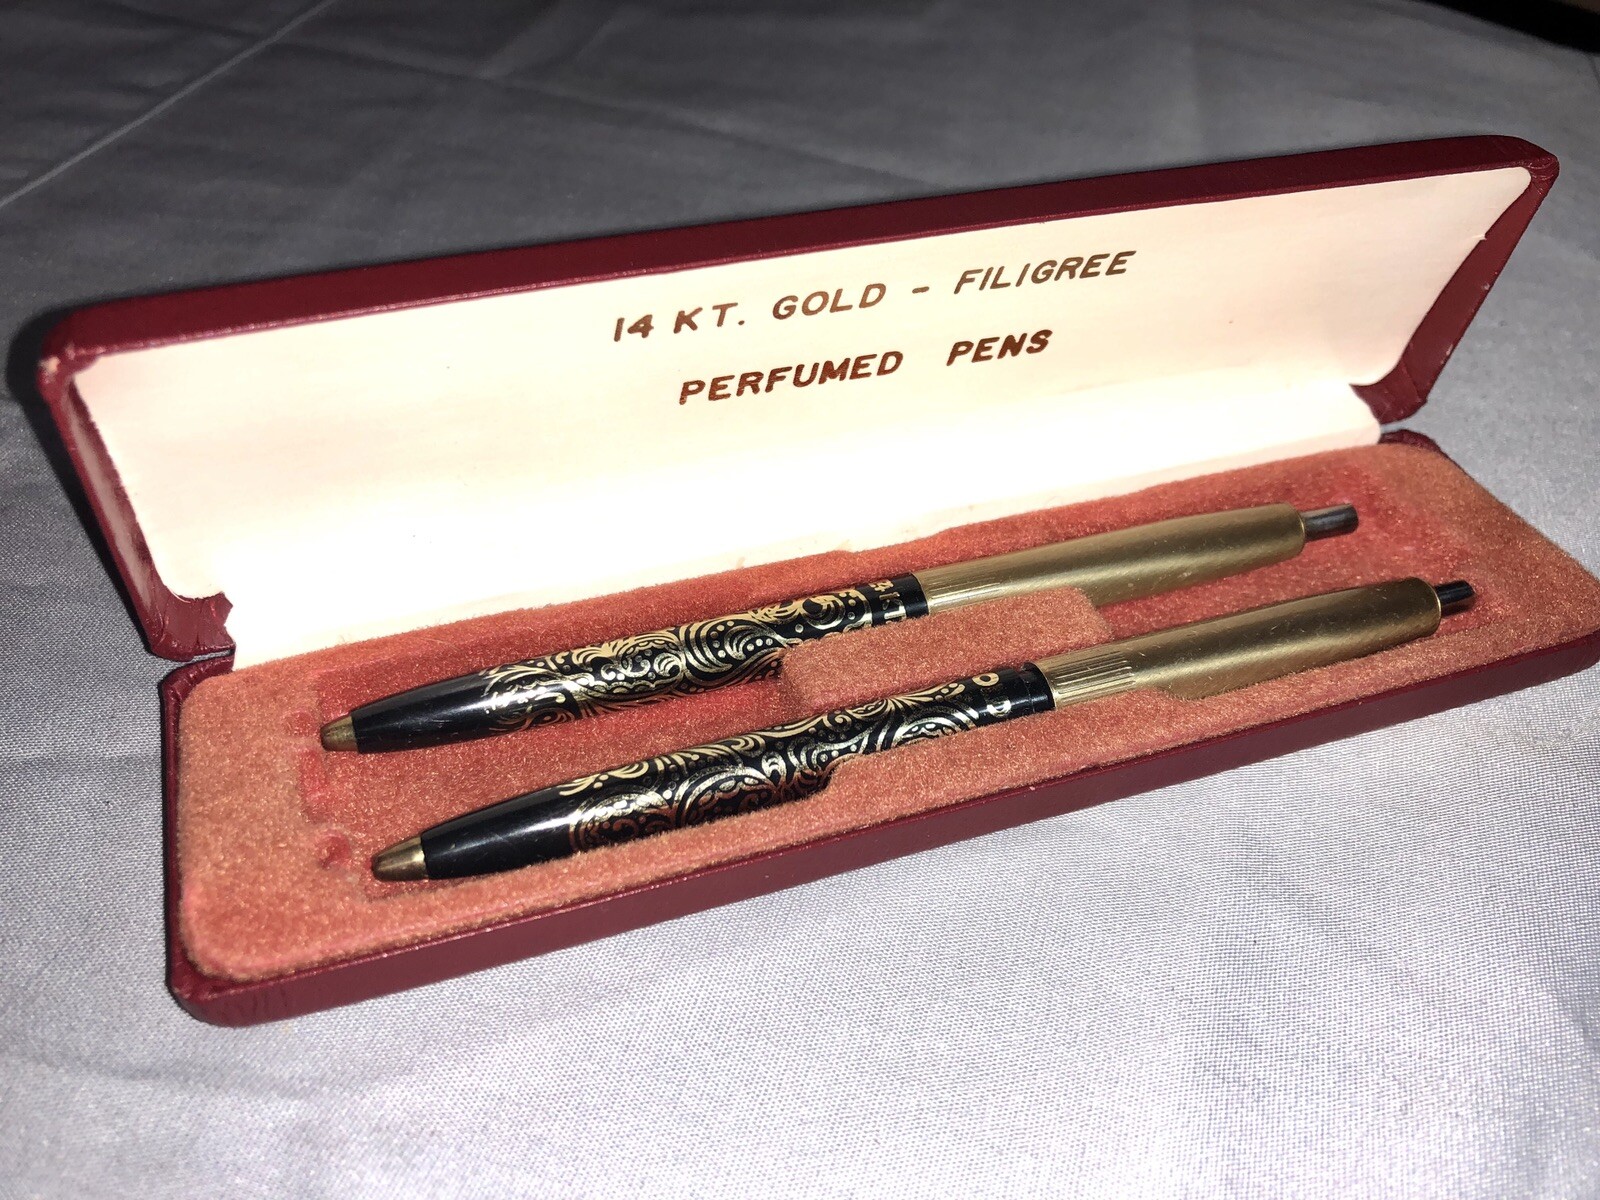 14 KT. GOLD - FILIGREE
PERFUMED PENS